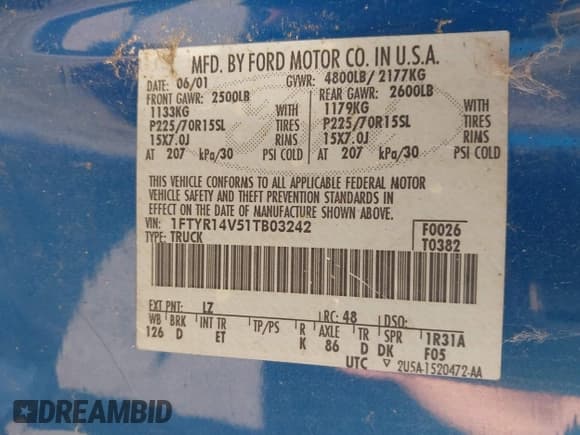 MFD. BY FORD MOTOR CO. IN U.S.A.
DATE: 06/01 GVWR: 4800LB/ 2177KG
FRONT GAWR: 2500LB REAR GAWR: 2600LB
1133KG WITH 1179KG WITH
P225/70R15SL TIRES P225/70R15SL TIRES
15X7.0J RIMS 15X7.0J RIMS
AT 207 kPa/30 PSI COLD AT 207 kPa/30 PSI COLD
THIS VEHICLE CONFORMS TO ALL APPLICABLE FEDERAL MOTOR
VEHICLE SAFETY AND THEFT PREVENTION STANDARDS IN
EFFECT ON THE DATE OF MANUFACTURE SHOWN ABOVE.
VIN: 1FTYR14V51TB03242 F0026
TYPE: TRUCK T0382
EXT PNT: LZ RC: 48 DSO:
WB BRK INT TR TP/PS R AXLE TR SPR 1R31A
126 D ET K 86 D DK F05
UTC ▽ 2U5A-1520472-AA
DREAMBID